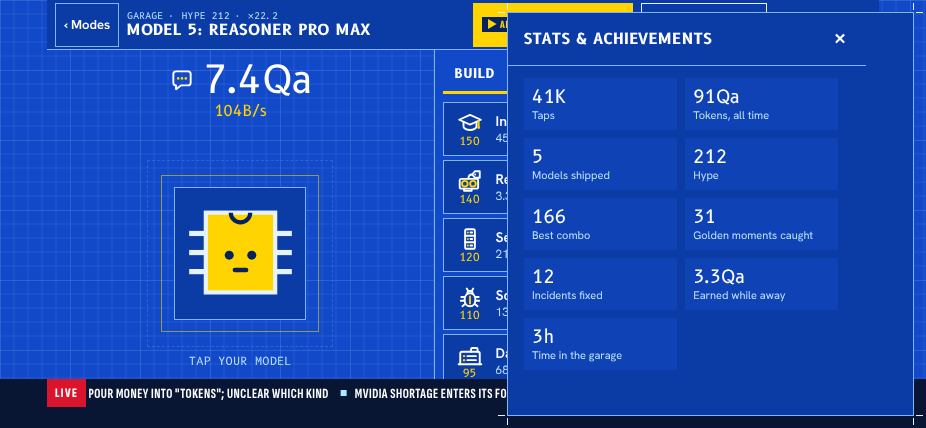 ‹ Modes
GARAGE · HYPE 212 · ×22.2
MODEL 5: REASONER PRO MAX
7.4Qa
104B/s
TAP YOUR MODEL
BUILD
150
140
120
110
95
STATS & ACHIEVEMENTS
×
41K
Taps
91Qa
Tokens, all time
5
Models shipped
212
Hype
166
Best combo
31
Golden moments caught
12
Incidents fixed
3.3Qa
Earned while away
3h
Time in the garage
LIVE
POUR MONEY INTO "TOKENS"; UNCLEAR WHICH KIND ■ MVIDIA SHORTAGE ENTERS ITS FO